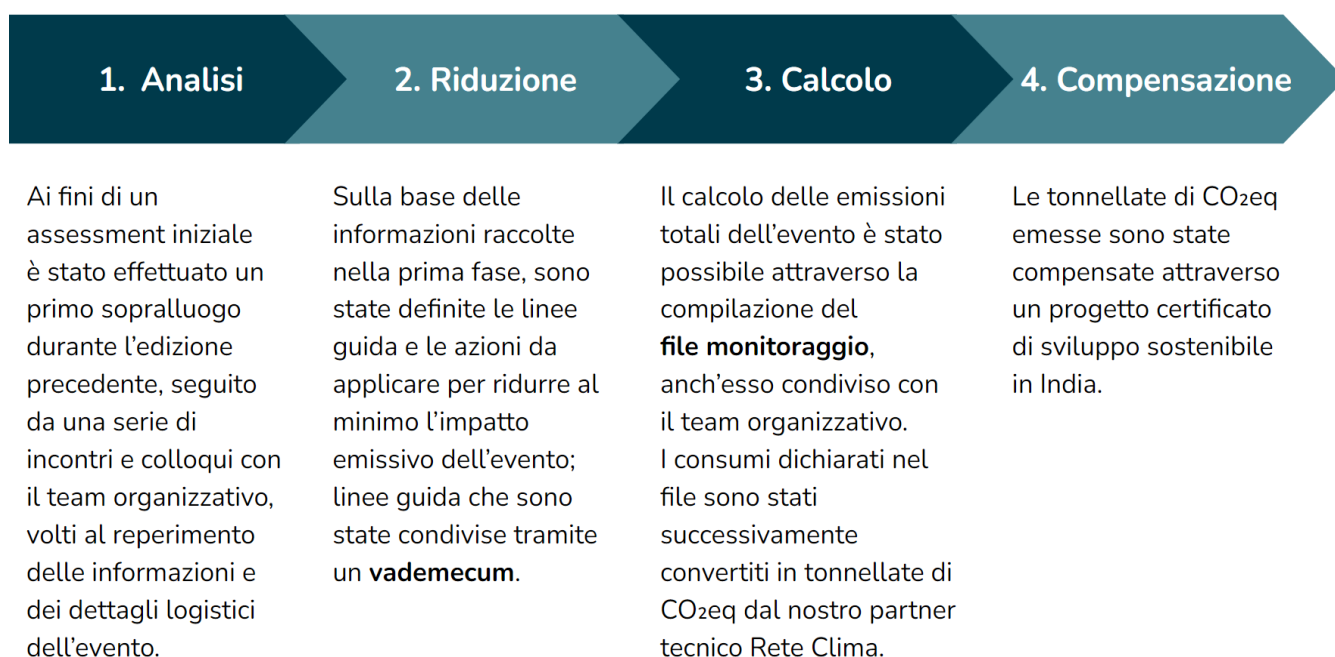 1. Analisi
2. Riduzione
3. Calcolo
4. Compensazione
Ai fini di un
assessment iniziale
è stato effettuato un
primo sopralluogo
durante l’edizione
precedente, seguito
da una serie di
incontri e colloqui con
il team organizzativo,
volti al reperimento
delle informazioni e
dei dettagli logistici
dell’evento.
Sulla base delle
informazioni raccolte
nella prima fase, sono
state definite le linee
guida e le azioni da
applicare per ridurre al
minimo l’impatto
emissivo dell’evento;
linee guida che sono
state condivise tramite
un vademecum.
Il calcolo delle emissioni
totali dell’evento è stato
possibile attraverso la
compilazione del
file monitoraggio,
anch’esso condiviso con
il team organizzativo.
I consumi dichiarati nel
file sono stati
successivamente
convertiti in tonnellate di
CO₂eq dal nostro partner
tecnico Rete Clima.
Le tonnellate di CO₂eq
emesse sono state
compensate attraverso
un progetto certificato
di sviluppo sostenibile
in India.